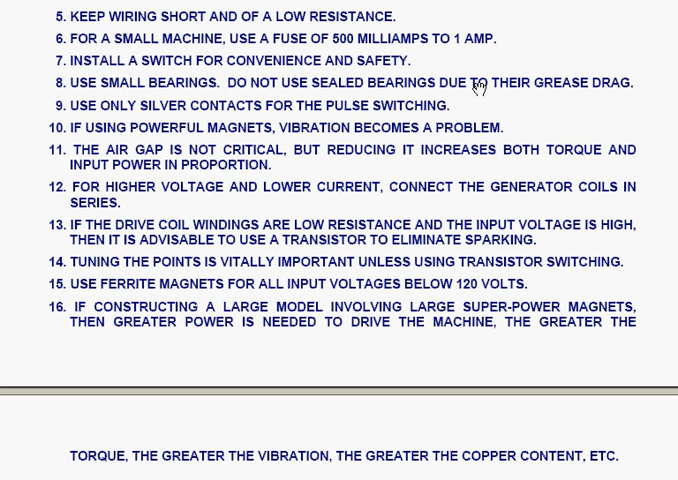 5. KEEP WIRING SHORT AND OF A LOW RESISTANCE.
6. FOR A SMALL MACHINE, USE A FUSE OF 500 MILLIAMPS TO 1 AMP.
7. INSTALL A SWITCH FOR CONVENIENCE AND SAFETY.
8. USE SMALL BEARINGS. DO NOT USE SEALED BEARINGS DUE TO THEIR GREASE DRAG.
9. USE ONLY SILVER CONTACTS FOR THE PULSE SWITCHING.
10. IF USING POWERFUL MAGNETS, VIBRATION BECOMES A PROBLEM.
11. THE AIR GAP IS NOT CRITICAL, BUT REDUCING IT INCREASES BOTH TORQUE AND
INPUT POWER IN PROPORTION.
12. FOR HIGHER VOLTAGE AND LOWER CURRENT, CONNECT THE GENERATOR COILS IN
SERIES.
13. IF THE DRIVE COIL WINDINGS ARE LOW RESISTANCE AND THE INPUT VOLTAGE IS HIGH,
THEN IT IS ADVISABLE TO USE A TRANSISTOR TO ELIMINATE SPARKING.
14. TUNING THE POINTS IS VITALLY IMPORTANT UNLESS USING TRANSISTOR SWITCHING.
15. USE FERRITE MAGNETS FOR ALL INPUT VOLTAGES BELOW 120 VOLTS.
16. IF CONSTRUCTING A LARGE MODEL INVOLVING LARGE SUPER-POWER MAGNETS,
THEN GREATER POWER IS NEEDED TO DRIVE THE MACHINE, THE GREATER THE
TORQUE, THE GREATER THE VIBRATION, THE GREATER THE COPPER CONTENT, ETC.